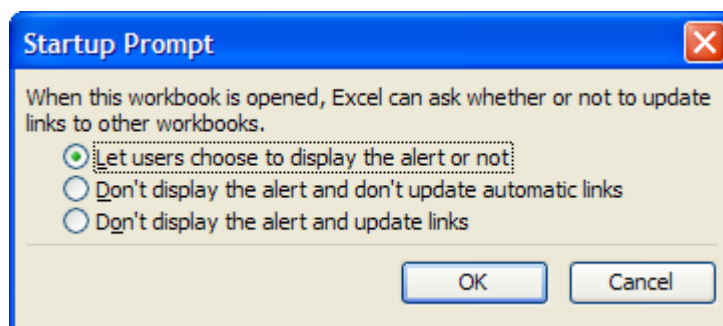 Startup Prompt
When this workbook is opened, Excel can ask whether or not to update
links to other workbooks.
Let users choose to display the alert or not
Don't display the alert and don't update automatic links
Don't display the alert and update links
OK
Cancel